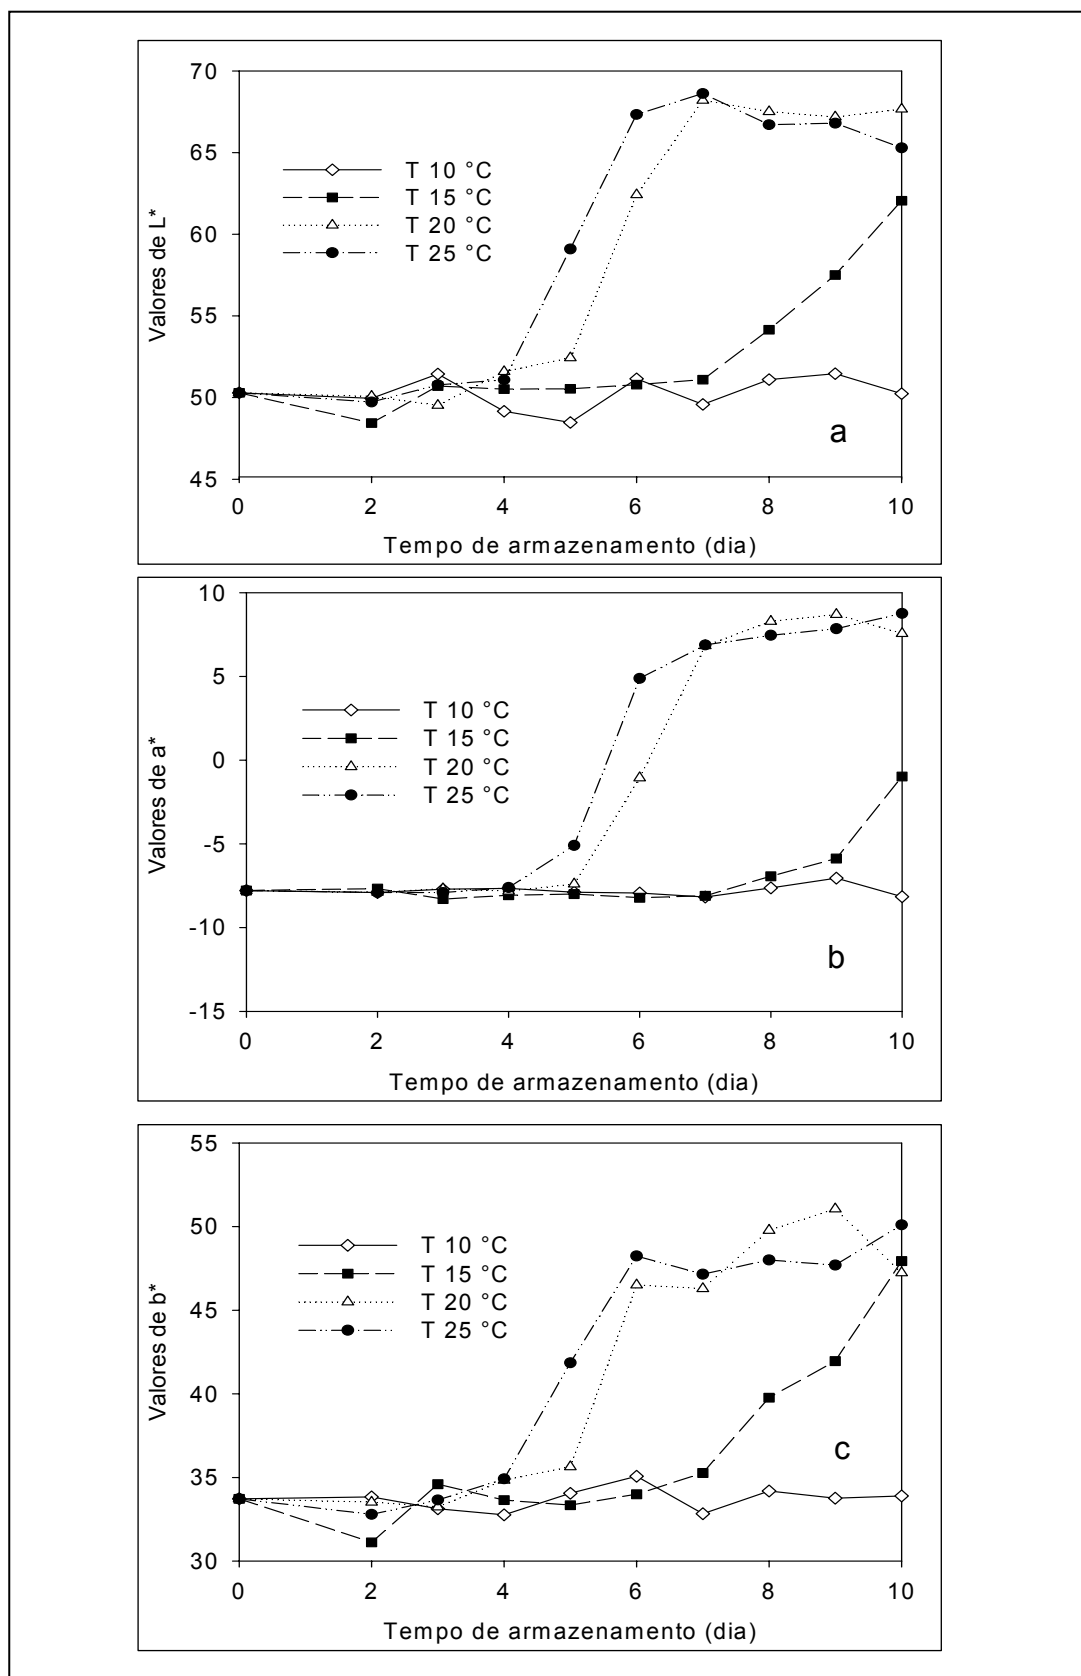 70
65
60
55
50
45
Valores de L*
T 10 °C
T 15 °C
T 20 °C
T 25 °C
a
0 2 4 6 8 10
Tempo de armazenamento (dia)
10
5
0
-5
-10
-15
Valores de a*
T 10 °C
T 15 °C
T 20 °C
T 25 °C
b
0 2 4 6 8 10
Tempo de armazenamento (dia)
55
50
45
40
35
30
Valores de b*
T 10 °C
T 15 °C
T 20 °C
T 25 °C
c
0 2 4 6 8 10
Tempo de armazenamento (dia)